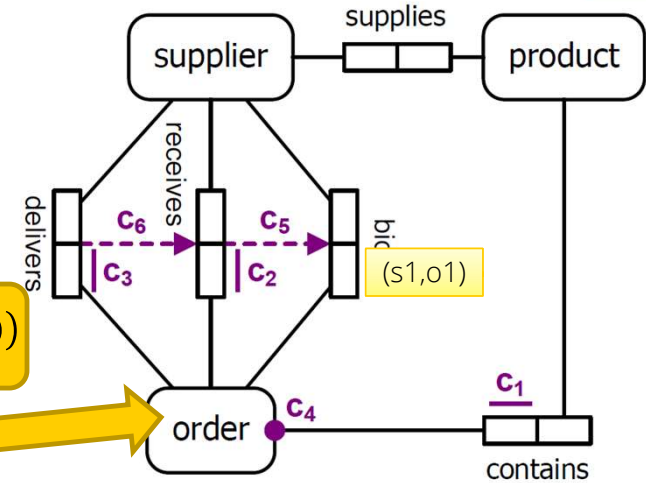 supplies
supplier
product
receives
delivers
c6
c5
c3
c2
(s1,o1)
))
c1
c4
order
contains